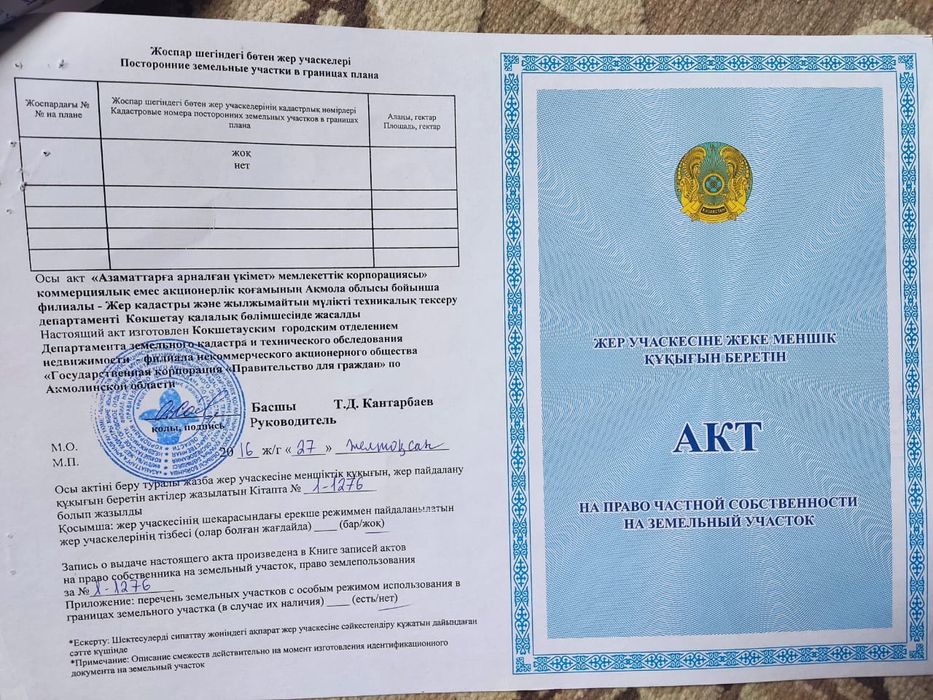 Жоспар шегіндегі бөтен жер учаскелері
Посторонние земельные участки в границах плана
Жоспардағы №
№ на плане
Жоспар шегіндегі бөтен жер учаскелерінің кадастрлық нөмірлері
Кадастровые номера посторонних земельных участков в границах
плана
Алаңы, гектар
Площадь, гектар
жоқ
нет
Осы акт «Азаматтарға арналған үкімет» мемлекеттік корпорациясы»
коммерциялық емес акционерлік қоғамының Ақмола облысы бойынша
филиалы - Жер кадастры және жылжымайтын мүлікті техникалық тексеру
департаменті Көкшетау қалалық бөлімшесінде жасалды
Настоящий акт изготовлен Кокшетауским городским отделением
Департамента земельного кадастра и технического обследования
недвижимости - филиала некоммерческого акционерного общества
«Государственная корпорация «Правительство для граждан» по
Акмолинской области
Басшы Т.Д. Кантарбаев
қолы, подпись Руководитель
М.О.
М.П.
2016 ж/г « 27 » желтоқсан
Осы актіні беру туралы жазба жер учаскесіне меншіктік құқығын, жер пайдалану
құқығын беретін актілер жазылатын Кітапта № 1-1276
болып жазылды
Қосымша: жер учаскесінің шекарасындағы ерекше режиммен пайдаланылатын
жер учаскелерінің тізбесі (олар болған жағдайда) ____ (бар/жоқ)
Запись о выдаче настоящего акта произведена в Книге записей актов
на право собственника на земельный участок, право землепользования
за № 1-1276
Приложение: перечень земельных участков с особым режимом использования в
границах земельного участка (в случае их наличия) ____ (есть/нет)
*Ескерту: Шектесулерді сипаттау жөніндегі ақпарат жер учаскесіне сәйкестендіру құжатын дайындаған
сәтте күшінде
*Примечание: Описание смежеств действительно на момент изготовления идентификационного
документа на земельный участок
ҚАЗАҚСТАН
ЖЕР УЧАСКЕСІНЕ ЖЕКЕ МЕНШІК
ҚҰҚЫҒЫН БЕРЕТІН
АКТ
НА ПРАВО ЧАСТНОЙ СОБСТВЕННОСТИ
НА ЗЕМЕЛЬНЫЙ УЧАСТОК